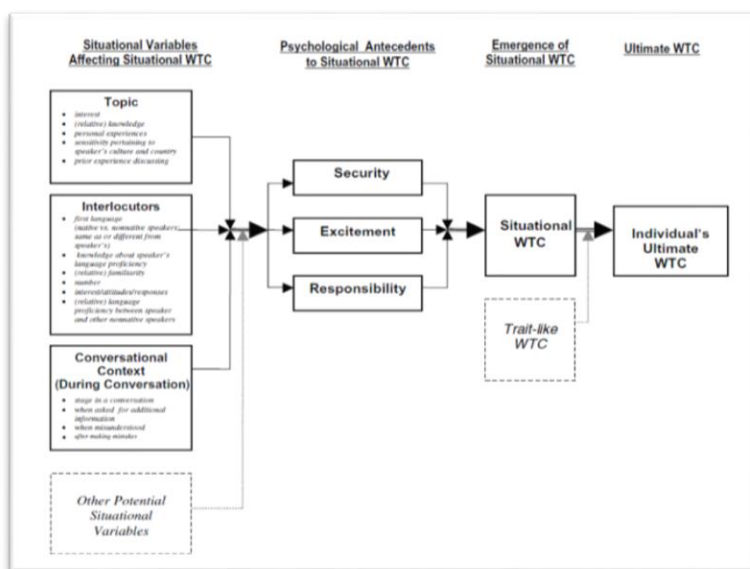 Situational Variables
Affecting Situational WTC
Psychological Antecedents
to Situational WTC
Emergence of
Situational WTC
Ultimate WTC
Topic
• interest
• (relative) knowledge
• personal experiences
• sensitivity pertaining to
speaker's culture and country
• prior experience discussing
Interlocutors
• first language
(native vs. nonnative speakers;
same as or different from
speaker's)
• knowledge about speaker's
language proficiency
• (relative) familiarity
• number
• interest/attitudes/responses
• (relative) language
proficiency between speaker
and other nonnative speakers
Conversational
Context
(During Conversation)
• stage in a conversation
• when asked for additional
information
• when misunderstood
• after making mistakes
Other Potential
Situational
Variables
Security
Excitement
Responsibility
Situational
WTC
Trait-like
WTC
Individual's
Ultimate
WTC